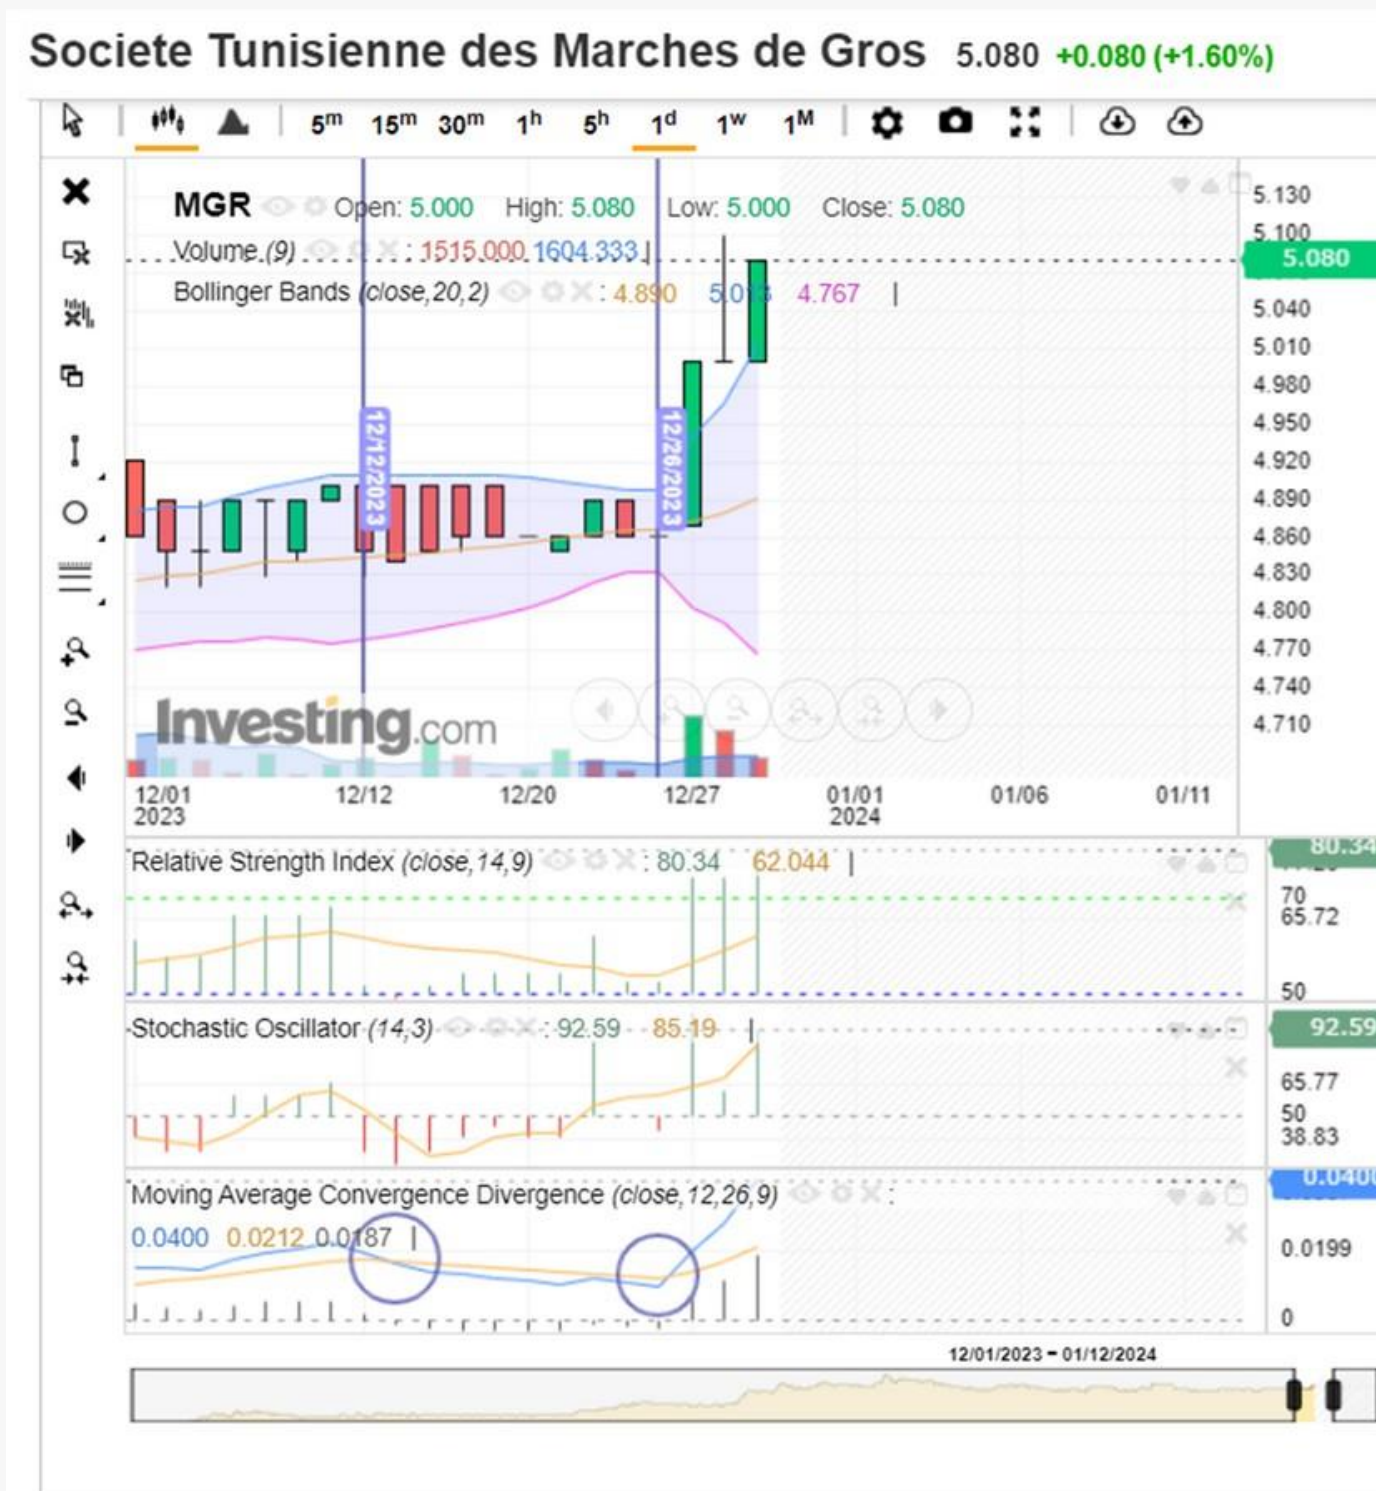 Societe Tunisienne des Marches de Gros 5.080 +0.080 (+1.60%)
5m 15m 30m 1h 5h 1d 1w 1M
MGR Open: 5.000 High: 5.080 Low: 5.000 Close: 5.080
Volume (9) : 1515.000 1604.333
Bollinger Bands (close,20,2) : 4.890 5.013 4.767
5.130
5.100
5.080
5.040
5.010
4.980
4.950
4.920
4.890
4.860
4.830
4.800
4.770
4.740
4.710
12/12/2023
12/26/2023
Investing.com
12/01 12/12 12/20 12/27 01/01 01/06 01/11
2023 2024
Relative Strength Index (close,14,9) : 80.34 62.044
80.34
70
65.72
50
Stochastic Oscillator (14,3) : 92.59 85.19
92.59
65.77
50
38.83
Moving Average Convergence Divergence (close,12,26,9) :
0.0400 0.0212 0.0187
0.0400
0.0199
0
12/01/2023 - 01/12/2024